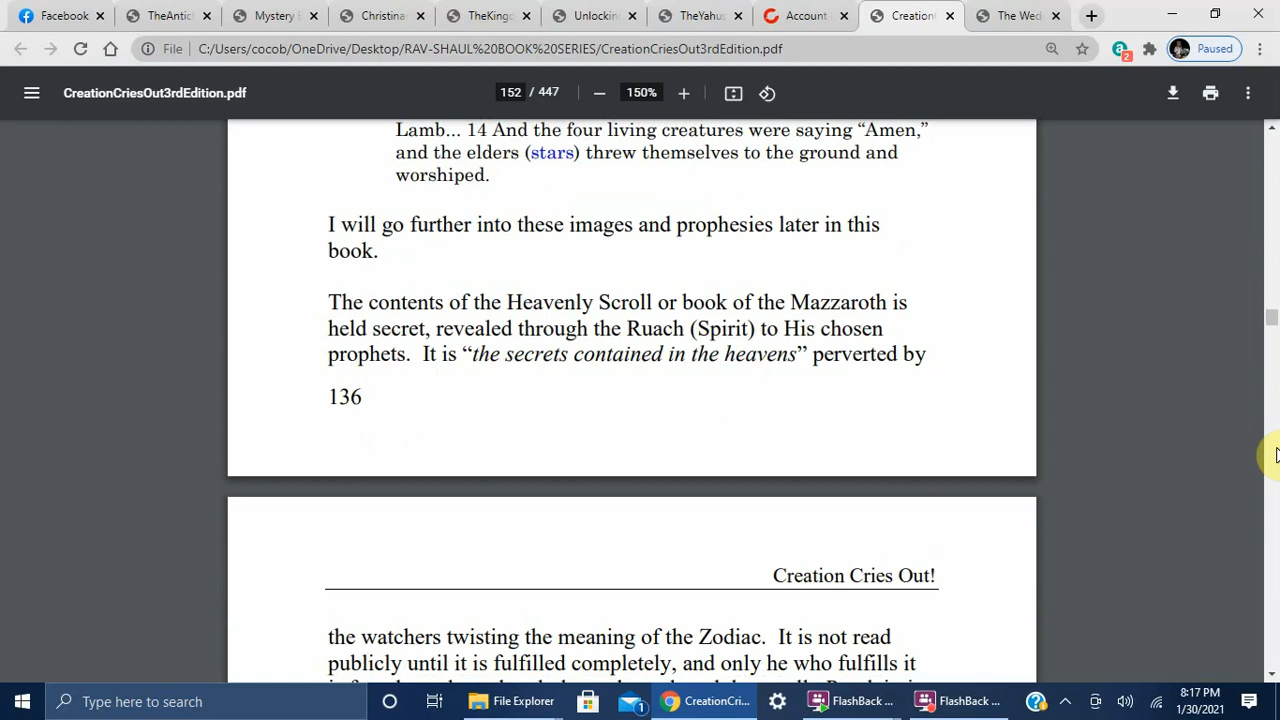 Facebook
TheAntic
Mystery
Christina
TheKing
Unlockin
TheYahus
Account
Creation
The Wed
File
C:/Users/cocob/OneDrive/Desktop/RAV-SHAUL%20BOOK%20SERIES/CreationCriesOut3rdEdition.pdf
2
Paused
CreationCriesOut3rdEdition.pdf
152 / 447
150%
Lamb... 14 And the four living creatures were saying “Amen,”
and the elders (stars) threw themselves to the ground and
worshiped.
I will go further into these images and prophesies later in this
book.
The contents of the Heavenly Scroll or book of the Mazzaroth is
held secret, revealed through the Ruach (Spirit) to His chosen
prophets. It is “the secrets contained in the heavens” perverted by
136
Creation Cries Out!
the watchers twisting the meaning of the Zodiac. It is not read
publicly until it is fulfilled completely, and only he who fulfills it
Type here to search
File Explorer
1
CreationCri...
FlashBack ...
FlashBack ...
8:17 PM
1/30/2021